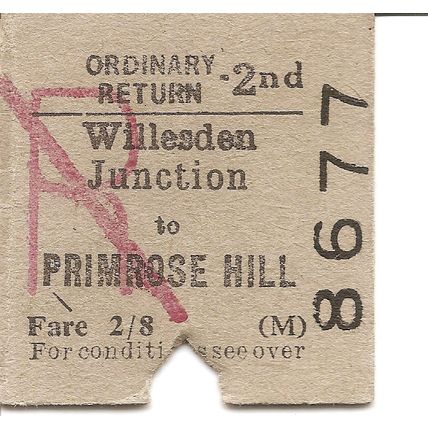 ORDINARY
RETURN -2nd
Willesden
Junction
to
PRIMROSE HILL
Fare 2/8 (M)
For conditi s see over
8677